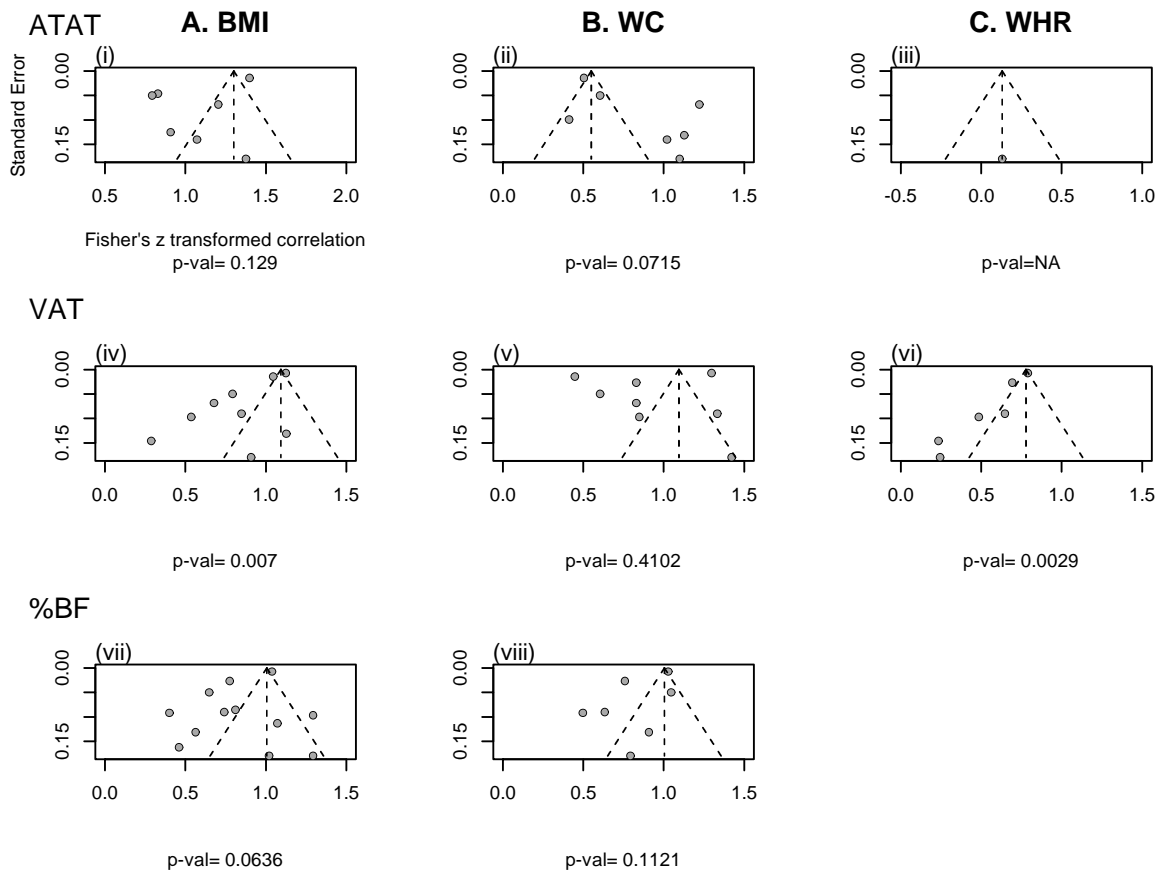 ATAT A. BMI B. WC C. WHR
(i) (ii) (iii)
Standard Error
0.00 0.15
0.00 0.15
0.00 0.15
0.5 1.0 1.5 2.0
0.0 0.5 1.0 1.5
-0.5 0.0 0.5 1.0
Fisher's z transformed correlation
p-val= 0.129 p-val= 0.0715 p-val=NA
VAT
(iv) (v) (vi)
0.00 0.15
0.00 0.15
0.00 0.15
0.0 0.5 1.0 1.5
0.0 0.5 1.0 1.5
0.0 0.5 1.0 1.5
p-val= 0.007 p-val= 0.4102 p-val= 0.0029
%BF
(vii) (viii)
0.00 0.15
0.00 0.15
0.0 0.5 1.0 1.5
0.0 0.5 1.0 1.5
p-val= 0.0636 p-val= 0.1121